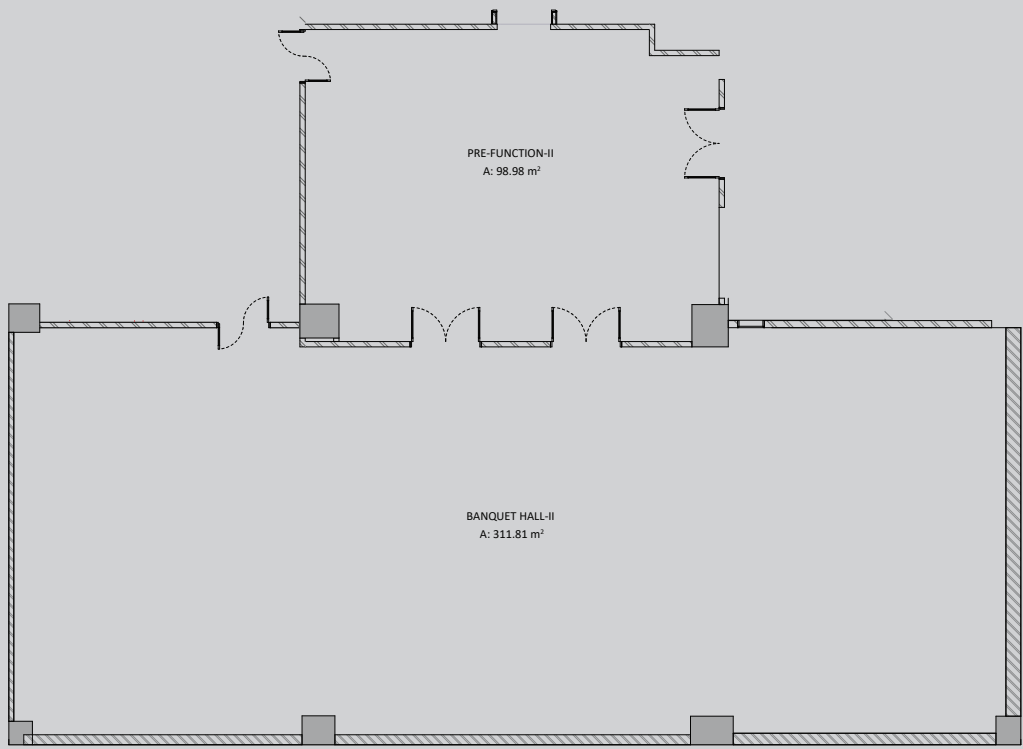 PRE-FUNCTION-II
A: 98.98 m²
BANQUET HALL-II
A: 311.81 m²